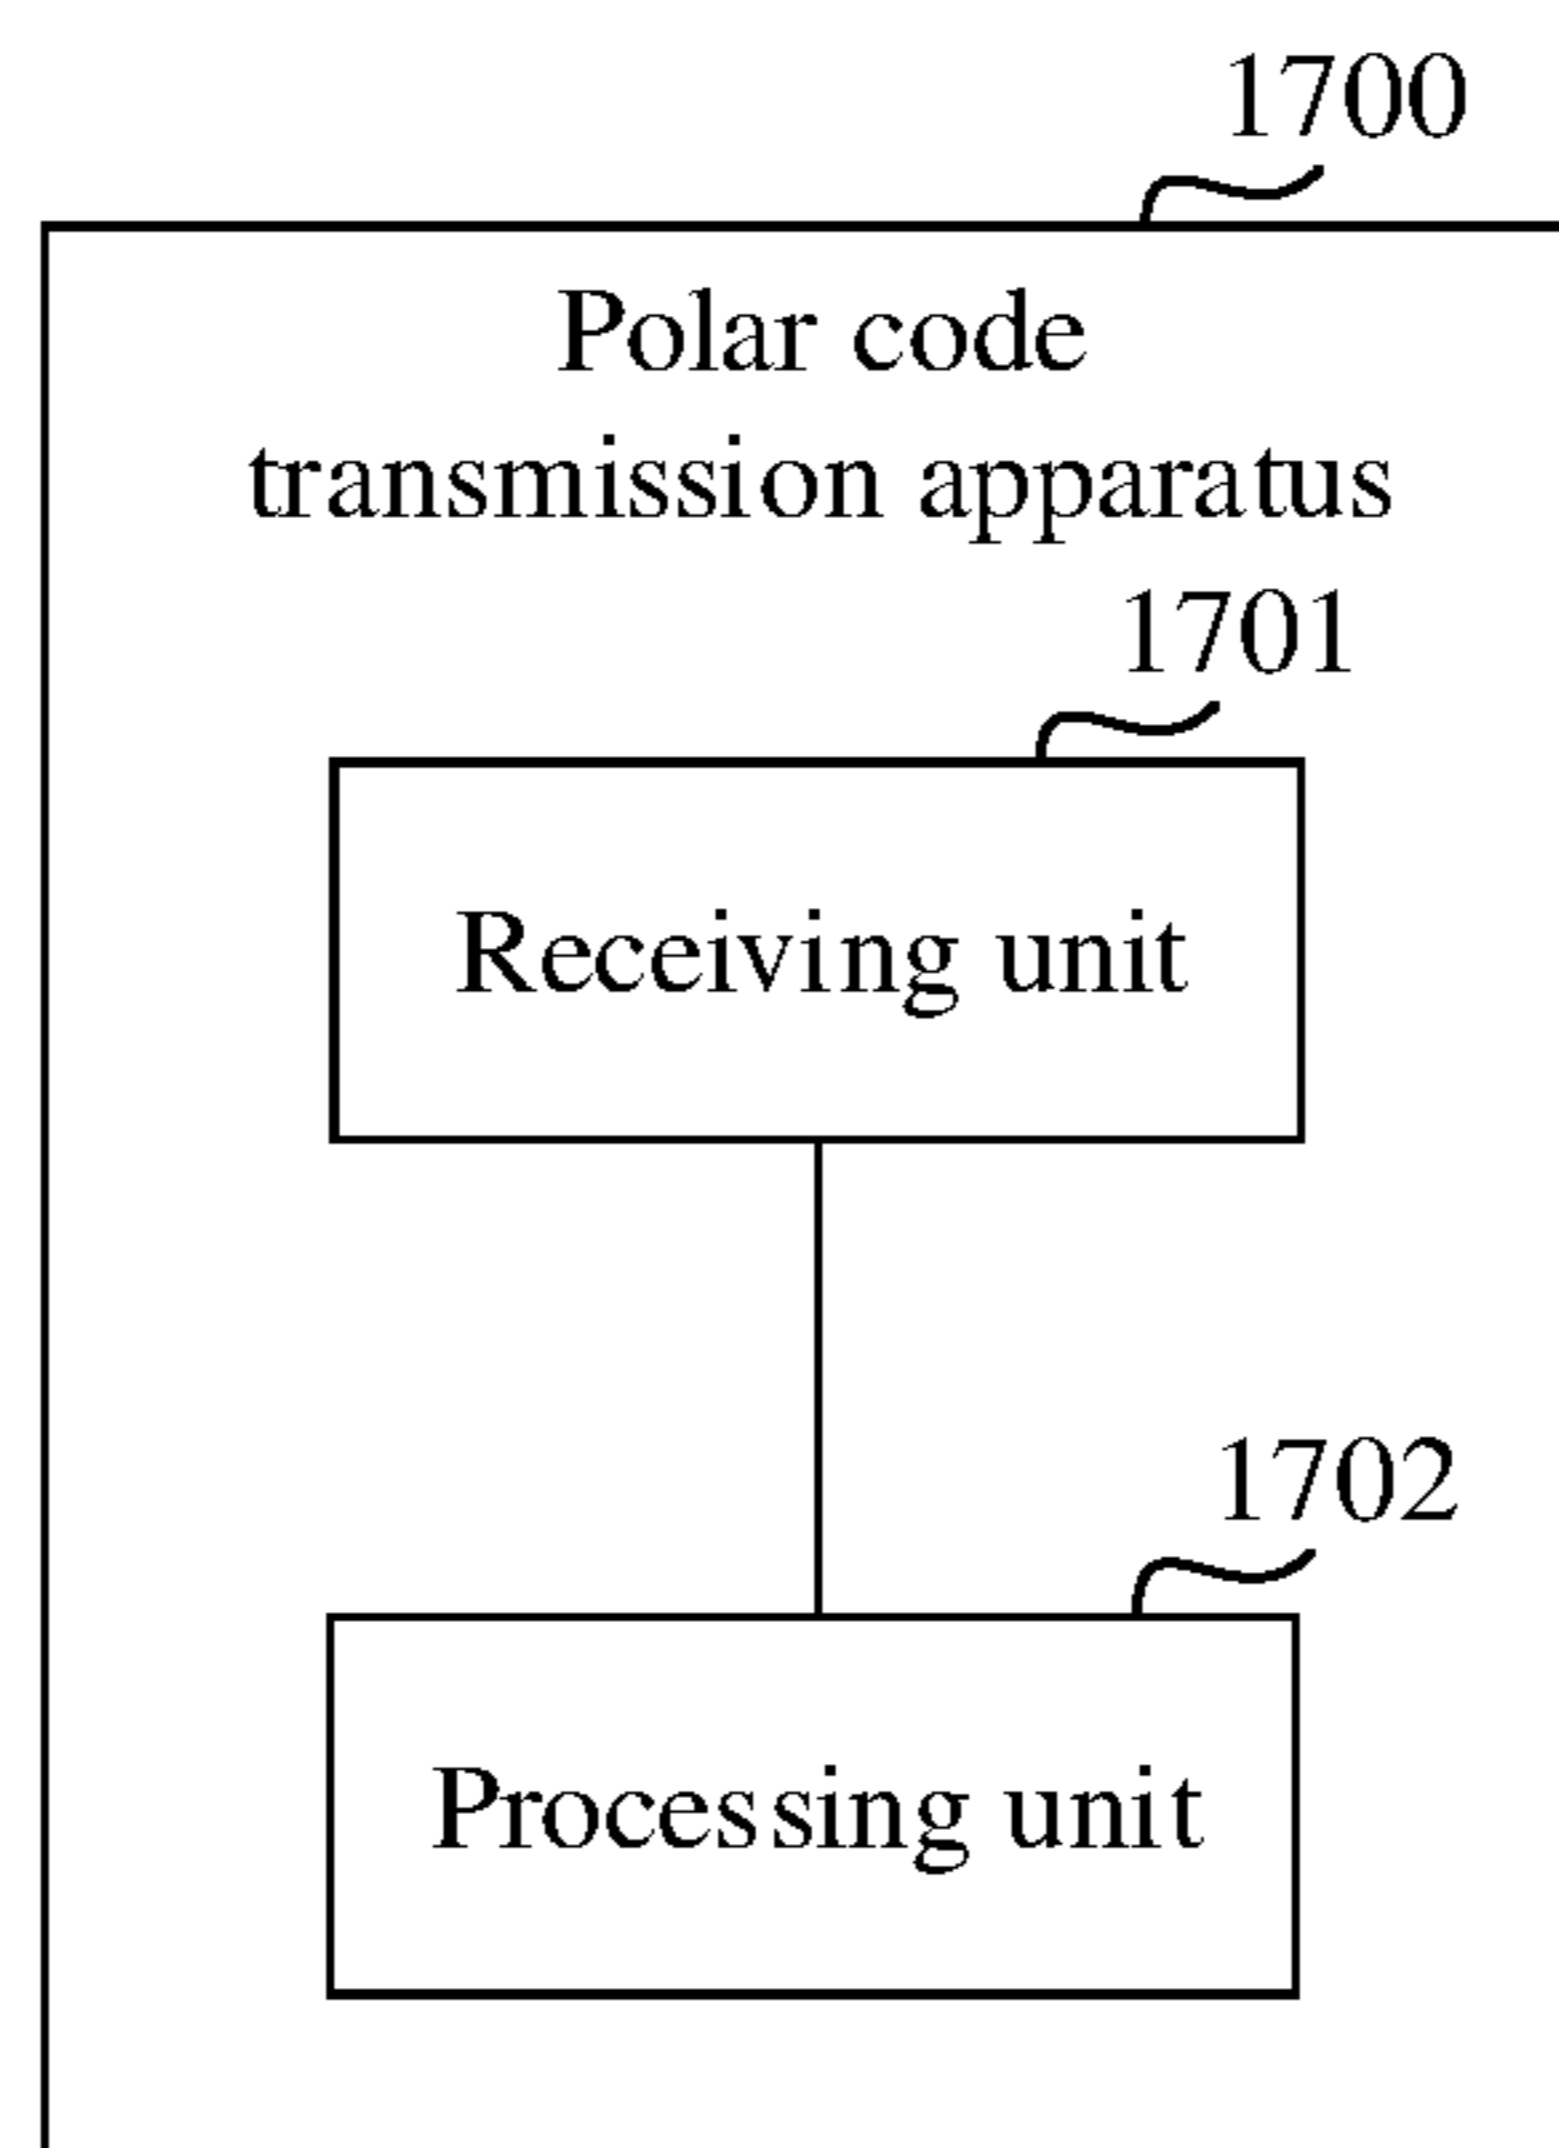 1700
Polar code
transmission apparatus
1701
Receiving unit
1702
Processing unit